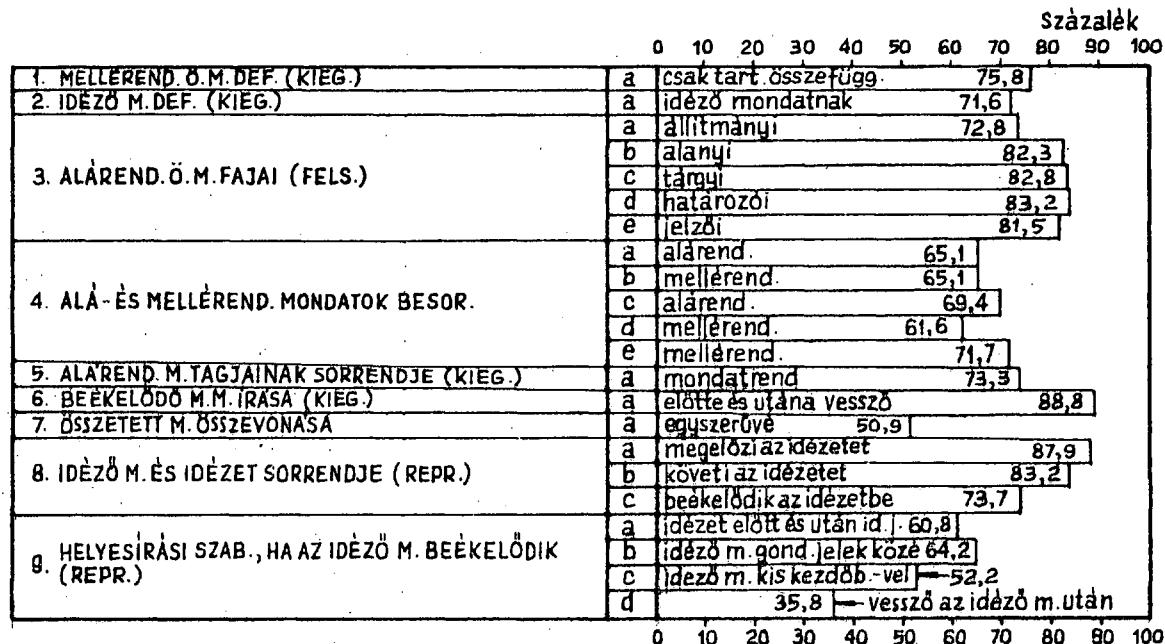 Százalék
0 10 20 30 40 50 60 70 80 90 100
1. MELLÉREND. Ö. M. DEF. (KIEG.) a csak tart. összefügg. 75,8
2. IDÉZŐ M. DEF. (KIEG.) a idéző mondatnak 71,6
3. ALÁREND. Ö. M. FAJAI (FELS.) a állítmányi 72,8
b alanyi 82,3
c tárgyi 82,8
d határozói 83,2
e jelzői 81,5
4. ALÁ- ÉS MELLÉREND. MONDATOK BESOR. a alárend. 65,1
b mellérend. 65,1
c alárend. 69,4
d mellérend. 61,6
e mellérend. 71,7
5. ALÁREND. M. TAGJAINAK SORRENDJE (KIEG.) a mondatrend 73,3
6. BEÉKELŐDŐ M. M. ÍRÁSA (KIEG.) a előtte és utána vessző 88,8
7. ÖSSZETETT M. ÖSSZEVONÁSA a egyszerűvé 50,9
8. IDÉZŐ M. ÉS IDÉZET SORRENDJE (REPR.) a megelőzi az idézetet 87,9
b követi az idézetet 83,2
c beékelődik az idézetbe 73,7
9. HELYESÍRÁSI SZAB., HA AZ IDÉZŐ M. BEÉKELŐDIK (REPR.) a idézet előtt és után id. j. 60,8
b idéző m. gond. jelek közé 64,2
c idéző m. kis kezdőb.-vel 52,2
d 35,8 vessző az idéző m. után
0 10 20 30 40 50 60 70 80 90 100